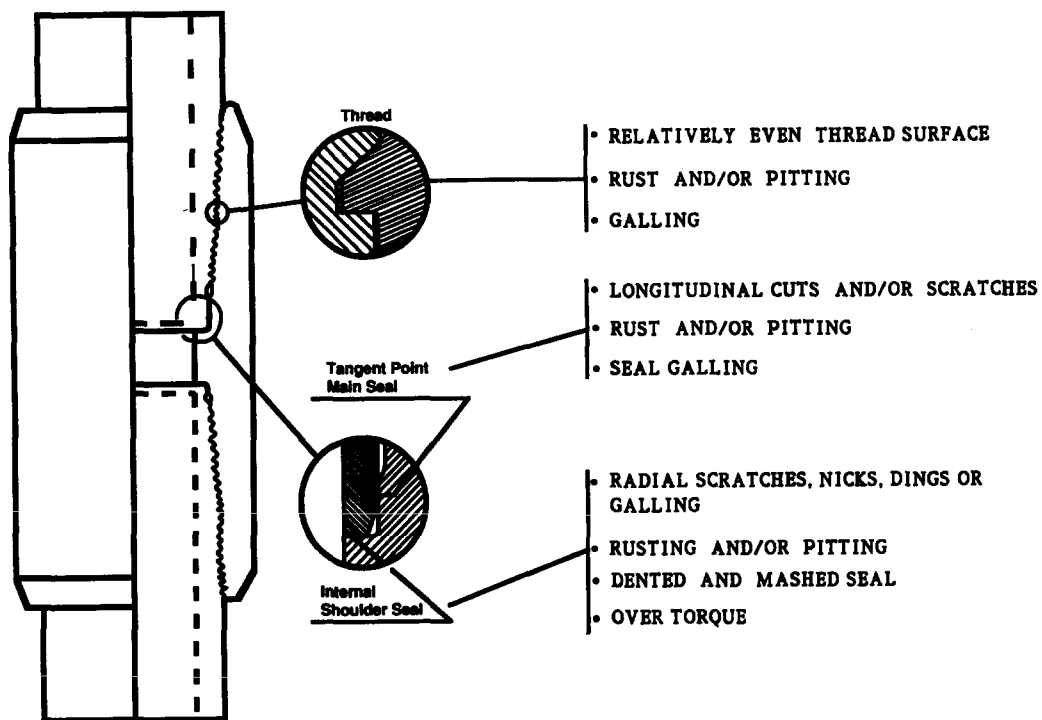 Thread
• RELATIVELY EVEN THREAD SURFACE
• RUST AND/OR PITTING
• GALLING
• LONGITUDINAL CUTS AND/OR SCRATCHES
• RUST AND/OR PITTING
• SEAL GALLING
Tangent Point
Main Seal
• RADIAL SCRATCHES, NICKS, DINGS OR
GALLING
• RUSTING AND/OR PITTING
• DENTED AND MASHED SEAL
• OVER TORQUE
Internal
Shoulder Seal